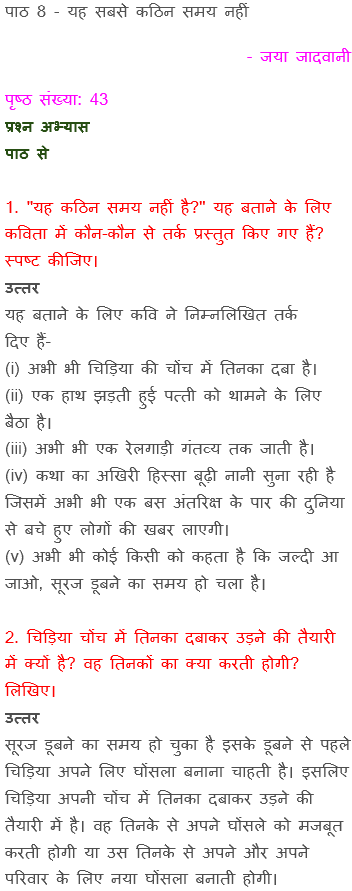 पाठ 8 - यह सबसे कठिन समय नहीं
- जया जादवानी
पृष्ठ संख्या: 43
प्रश्न अभ्यास
पाठ से
1. "यह कठिन समय नहीं है?" यह बताने के लिए
कविता में कौन-कौन से तर्क प्रस्तुत किए गए हैं?
स्पष्ट कीजिए।
उत्तर
यह बताने के लिए कवि ने निम्नलिखित तर्क
दिए हैं-
(i) अभी भी चिड़िया की चोंच में तिनका दबा है।
(ii) एक हाथ झड़ती हुई पत्ती को थामने के लिए
बैठा है।
(iii) अभी भी एक रेलगाड़ी गंतव्य तक जाती है।
(iv) कथा का अखिरी हिस्सा बूढ़ी नानी सुना रही है
जिसमें अभी भी एक बस अंतरिक्ष के पार की दुनिया
से बचे हुए लोगों की खबर लाएगी।
(v) अभी भी कोई किसी को कहता है कि जल्दी आ
जाओ, सूरज डूबने का समय हो चला है।
2. चिड़िया चोंच में तिनका दबाकर उड़ने की तैयारी
में क्यों है? वह तिनकों का क्या करती होगी?
लिखिए।
उत्तर
सूरज डूबने का समय हो चुका है इसके डूबने से पहले
चिड़िया अपने लिए घोंसला बनाना चाहती है। इसलिए
चिड़िया अपनी चोंच में तिनका दबाकर उड़ने की
तैयारी में है। वह तिनके से अपने घोंसले को मजबूत
करती होगी या उस तिनके से अपने और अपने
परिवार के लिए नया घोंसला बनाती होगी।